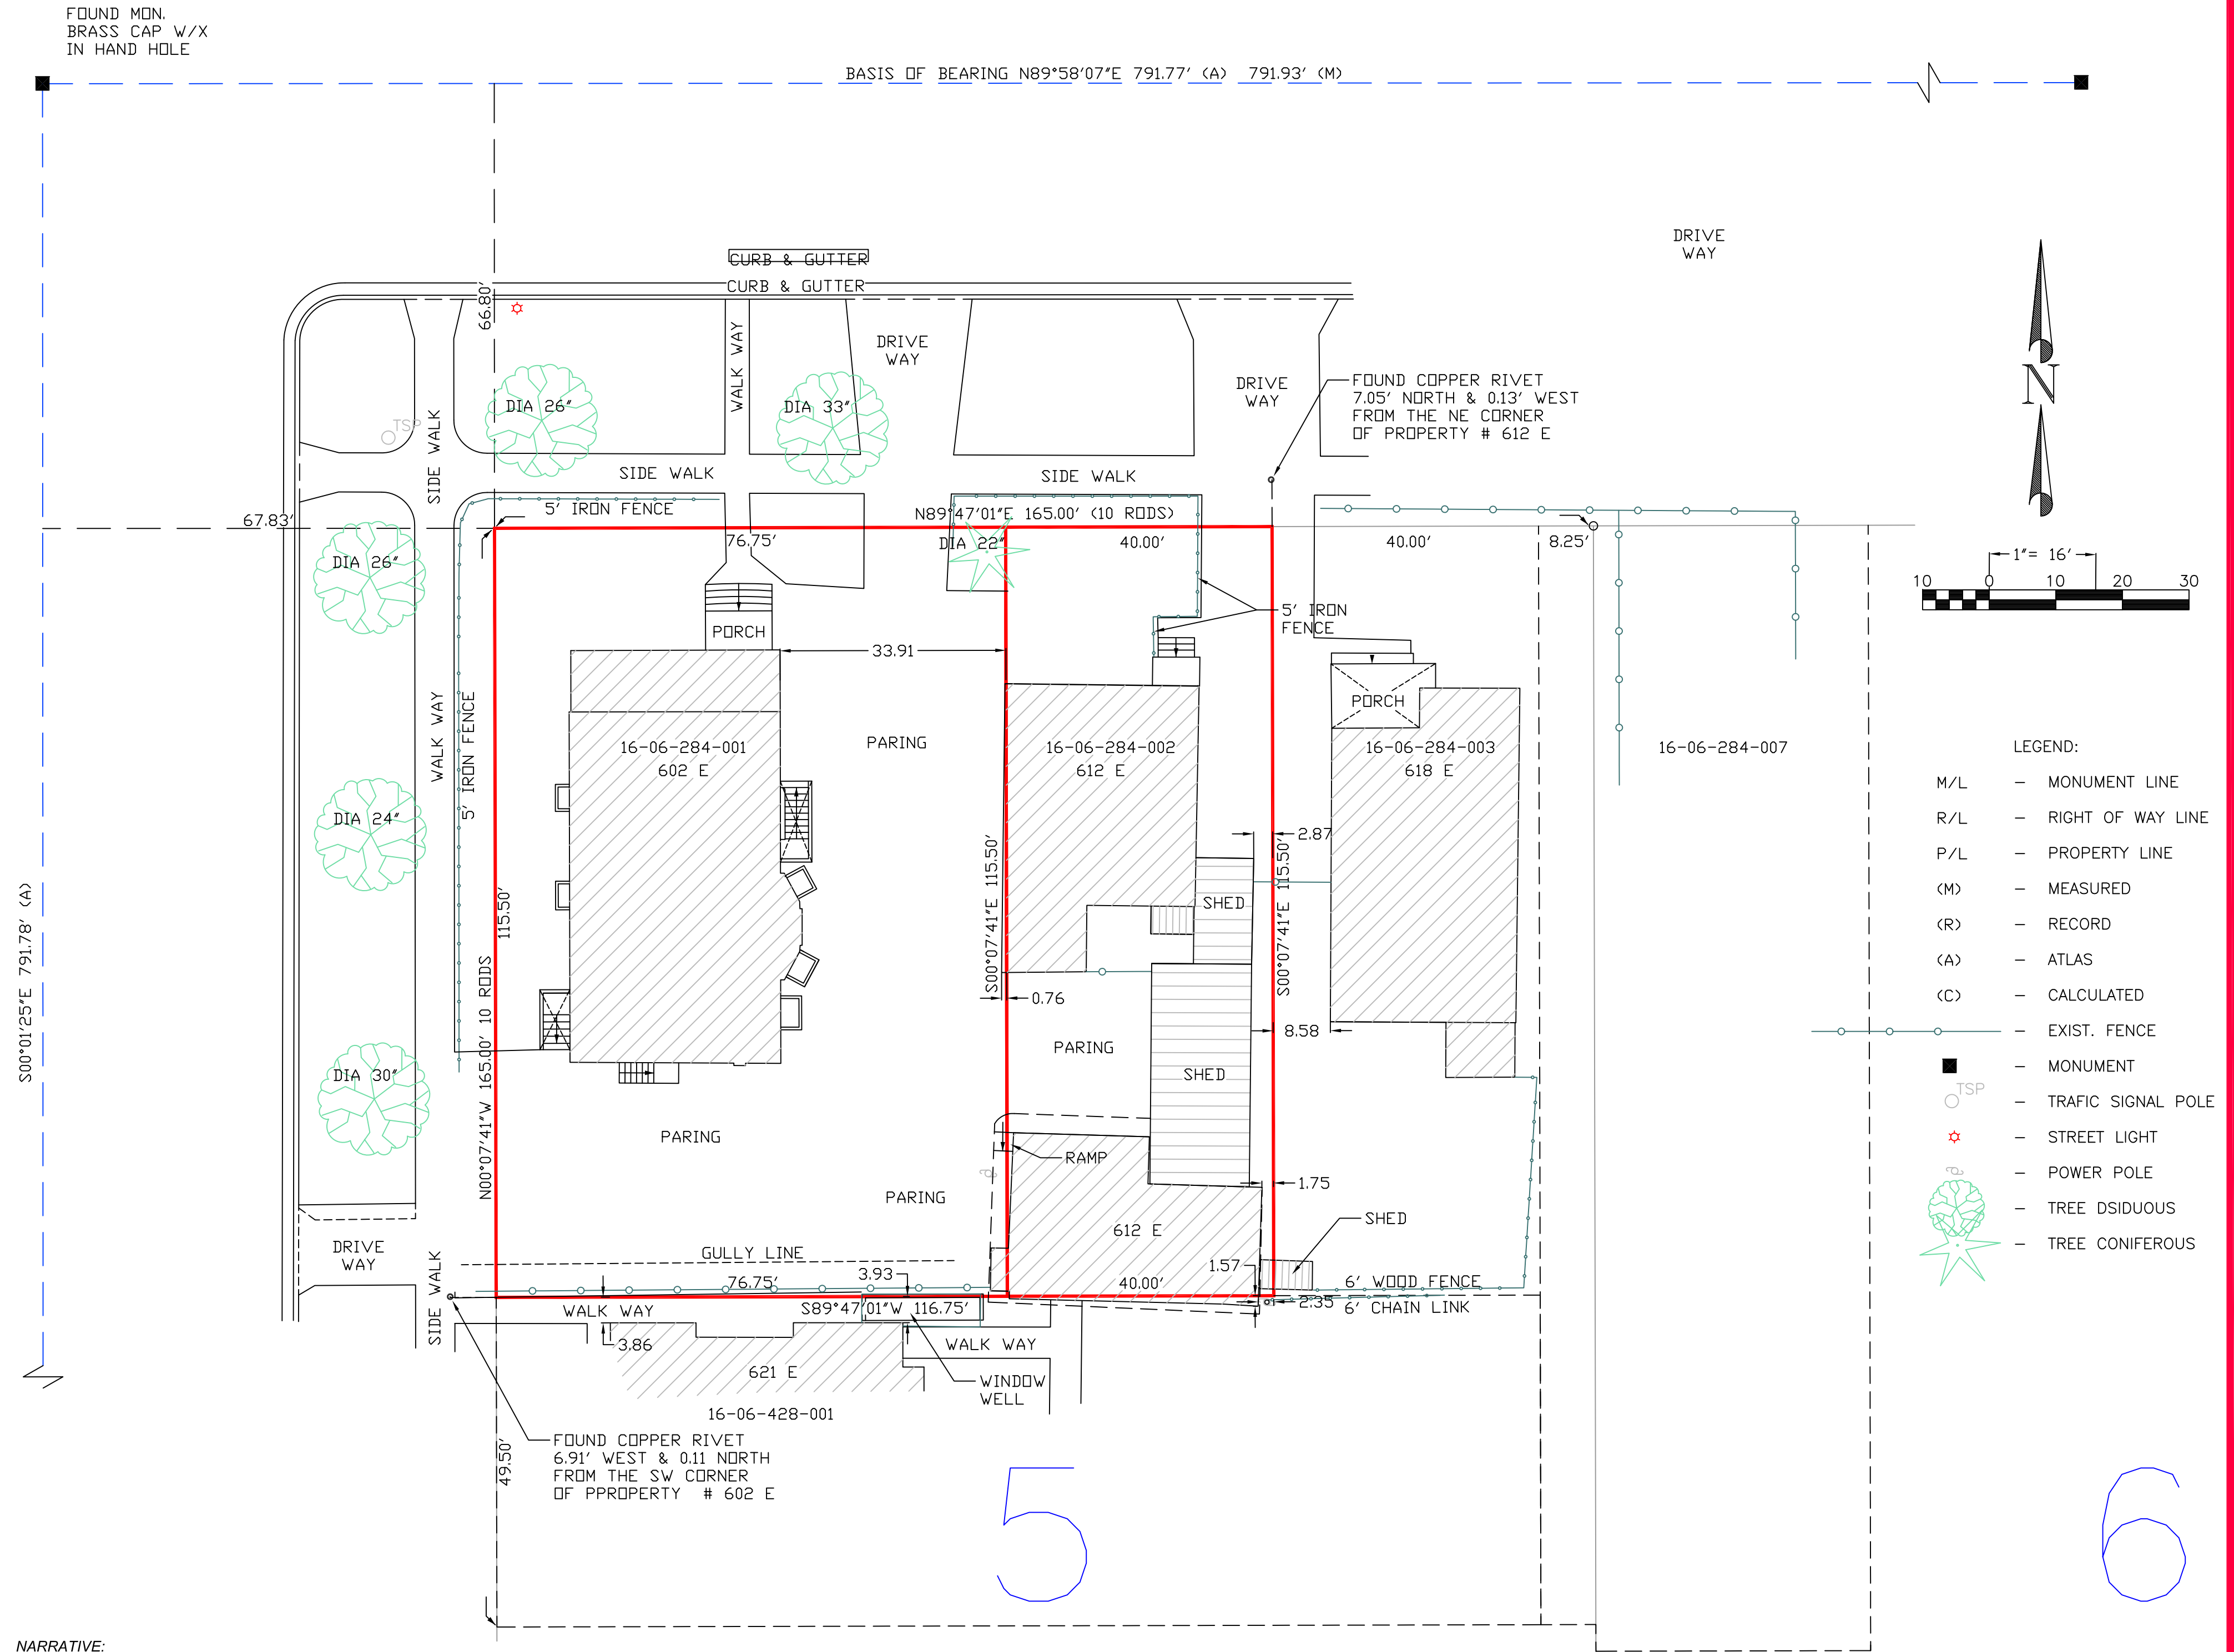 FOUND MON.
BRASS CAP W/X
IN HAND HOLE
BASIS OF BEARING N89°58'07"E 791.77' (A) 791.93' (M)
DRIVE
WAY
CURB & GUTTER
CURB & GUTTER
66.80'
WALK WAY
DRIVE
WAY
DRIVE
WAY
FOUND COPPER RIVET
7.05' NORTH & 0.13' WEST
FROM THE NE CORNER
OF PROPERTY # 612 E
DIA 26"
DIA 33"
TSP
SIDE WALK
SIDE WALK
SIDE WALK
N
67.83'
5' IRON FENCE
N89°47'01"E 165.00' (10 RODS)
76.75'
DIA 22"
40.00'
40.00'
8.25'
1"= 16'
10 0 10 20 30
DIA 26"
5' IRON
FENCE
PORCH
33.91
PORCH
WALK WAY
5' IRON FENCE
PARING
16-06-284-001
602 E
16-06-284-002
612 E
16-06-284-003
618 E
16-06-284-007
LEGEND:
M/L – MONUMENT LINE
R/L – RIGHT OF WAY LINE
P/L – PROPERTY LINE
(M) – MEASURED
(R) – RECORD
(A) – ATLAS
(C) – CALCULATED
– EXIST. FENCE
– MONUMENT
TSP
– TRAFIC SIGNAL POLE
– STREET LIGHT
– POWER POLE
– TREE DSIDUOUS
– TREE CONIFEROUS
DIA 24"
2.87
S00°01'25"E 791.78' (A)
115.50'
S00°07'41"E 115.50'
SHED
S00°07'41"E 115.50'
0.76
8.58
N00°07'41"W 165.00' 10 RODS
PARING
SHED
DIA 30"
PARING
RAMP
PARING
1.75
SHED
612 E
DRIVE
WAY
SIDE WALK
GULLY LINE
76.75'
3.93
1.57
40.00'
6' WOOD FENCE
WALK WAY
S89°47'01"W 116.75'
2.35
6' CHAIN LINK
3.86
WALK WAY
621 E
WINDOW
WELL
16-06-428-001
FOUND COPPER RIVET
6.91' WEST & 0.11 NORTH
FROM THE SW CORNER
OF PPROPERTY # 602 E
49.50'
5
6
NARRATIVE: